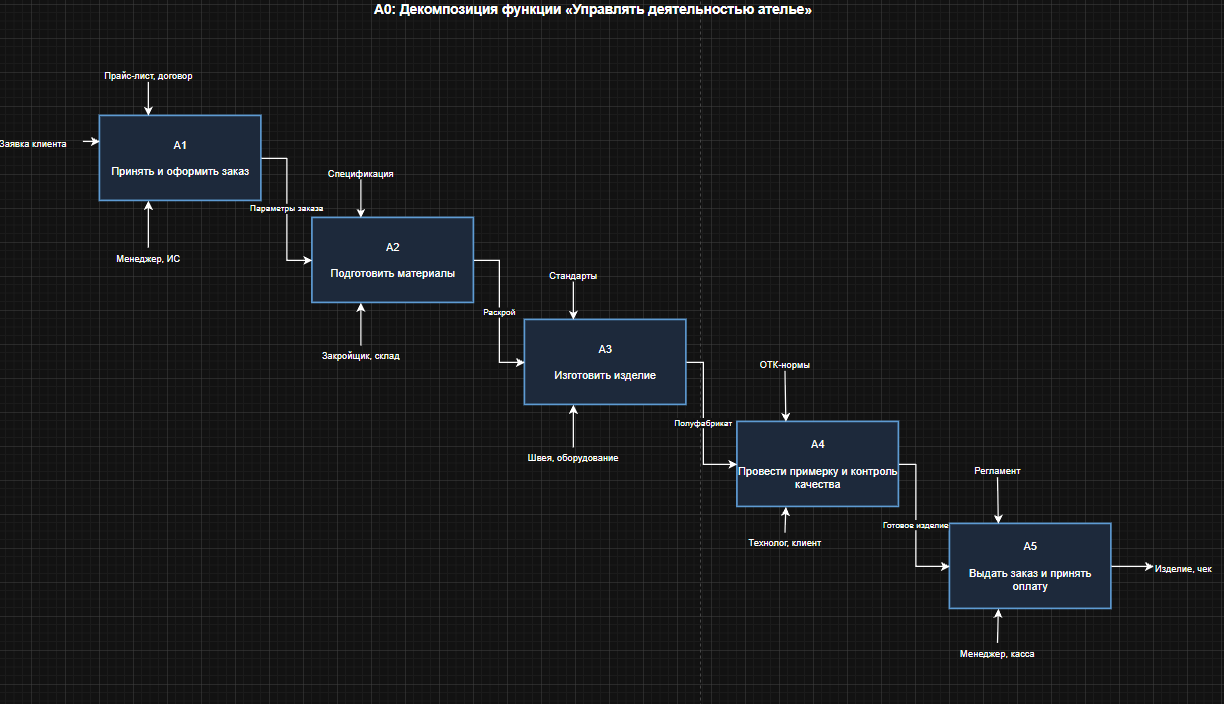 А0: Декомпозиция функции «Управлять деятельностью ателье»
Прайс-лист, договор
Заявка клиента
А1
Принять и оформить заказ
Менеджер, ИС
Параметры заказа
Спецификация
А2
Подготовить материалы
Закройщик, склад
Раскрой
Стандарты
А3
Изготовить изделие
Швея, оборудование
Полуфабрикат
ОТК-нормы
А4
Провести примерку и контроль
качества
Технолог, клиент
Готовое изделие
Регламент
А5
Выдать заказ и принять
оплату
Изделие, чек
Менеджер, касса